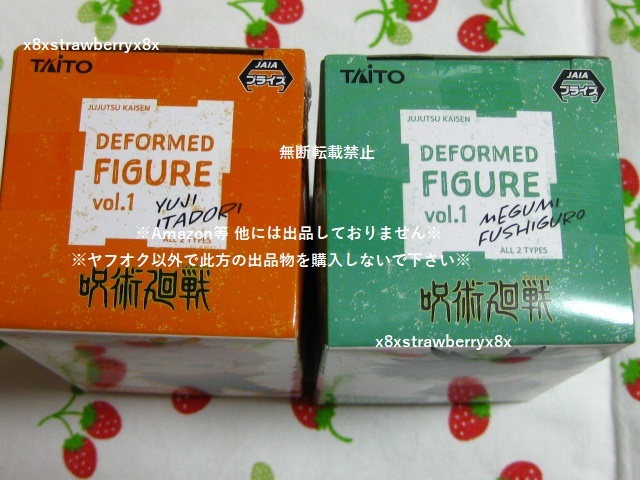 x8xstrawberryx8x
TAITO
JAIA
プライズ
JUJUTSU KAISEN
DEFORMED
FIGURE
vol.1
YUJI
ITADORI
ALL 2 TYPES
呪術廻戦
TAITO
JAIA
プライズ
JUJUTSU KAISEN
DEFORMED
FIGURE
vol.1
MEGUMI
FUSHIGURO
ALL 2 TYPES
呪術廻戦
無断転載禁止
※Amazon等 他には出品しておりません※
※ヤフオク以外で此方の出品物を購入しないで下さい※
x8xstrawberryx8x